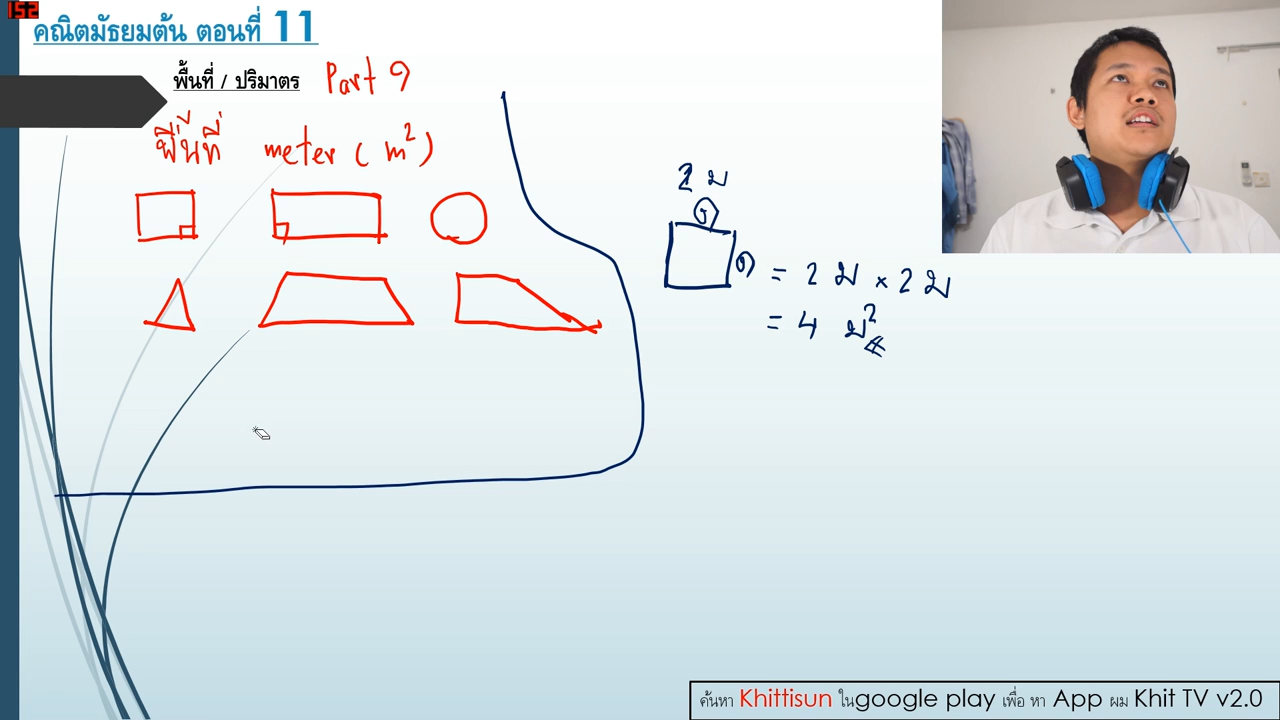 152
คณิตมัธยมต้น ตอนที่ 11
พื้นที่ / ปริมาตร Part 9
พื้นที่ meter ( m²)
2 ม
= 2 ม × 2 ม
= 4 ม²
ค้นหา Khittisun ในgoogle play เพื่อ หา App ผม Khit TV v2.0